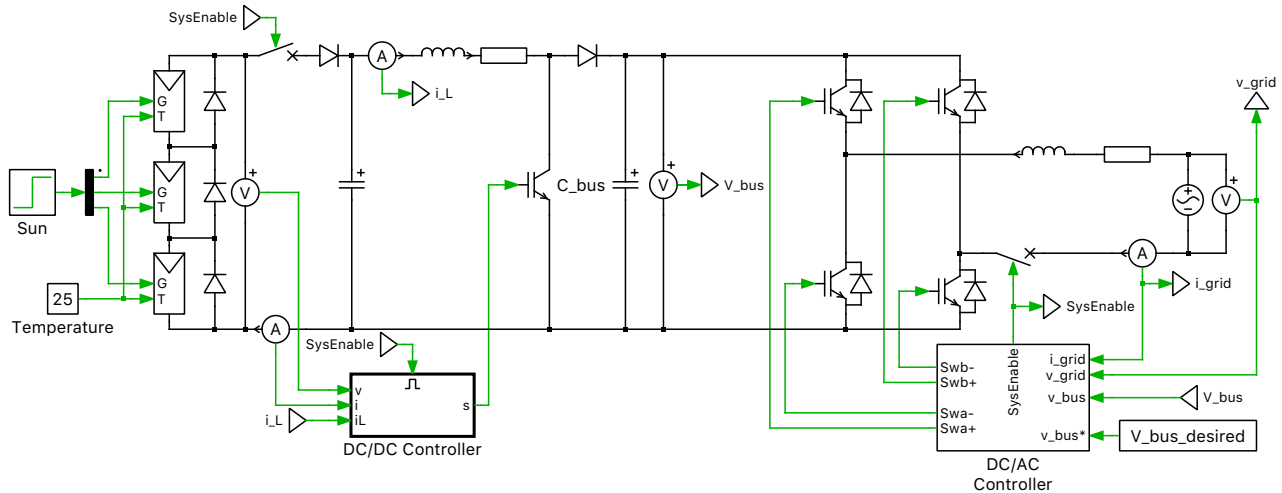 SysEnable
v_grid
A
i_L
G
T
G
T
G
T
V
+
+
C_bus
+
+
V
V_bus
Sun
25
Temperature
A
SysEnable
v
i
iL
s
i_L
DC/DC Controller
+
V
A
i_grid
SysEnable
SysEnable
i_grid
v_grid
v_bus
v_bus*
Swb-
Swb+
Swa-
Swa+
V_bus
V_bus_desired
DC/AC
Controller